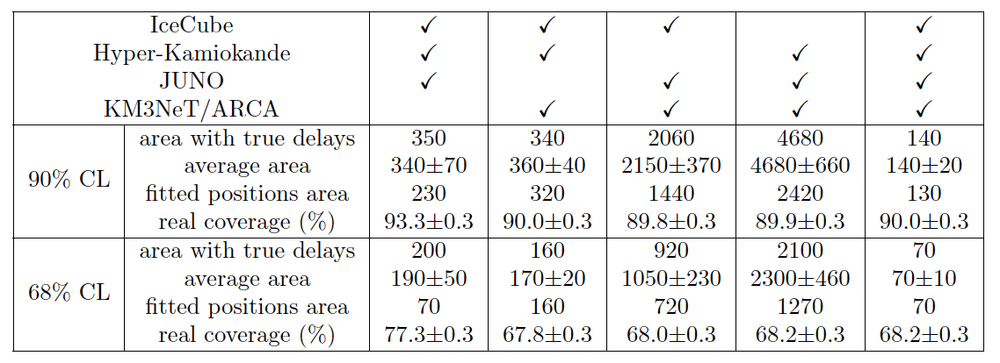 IceCube ✓ ✓ ✓ ✓
Hyper-Kamiokande ✓ ✓ ✓ ✓
JUNO ✓ ✓ ✓ ✓
KM3NeT/ARCA ✓ ✓ ✓ ✓
90% CL
area with true delays 350 340 2060 4680 140
average area 340±70 360±40 2150±370 4680±660 140±20
fitted positions area 230 320 1440 2420 130
real coverage (%) 93.3±0.3 90.0±0.3 89.8±0.3 89.9±0.3 90.0±0.3
68% CL
area with true delays 200 160 920 2100 70
average area 190±50 170±20 1050±230 2300±460 70±10
fitted positions area 70 160 720 1270 70
real coverage (%) 77.3±0.3 67.8±0.3 68.0±0.3 68.2±0.3 68.2±0.3